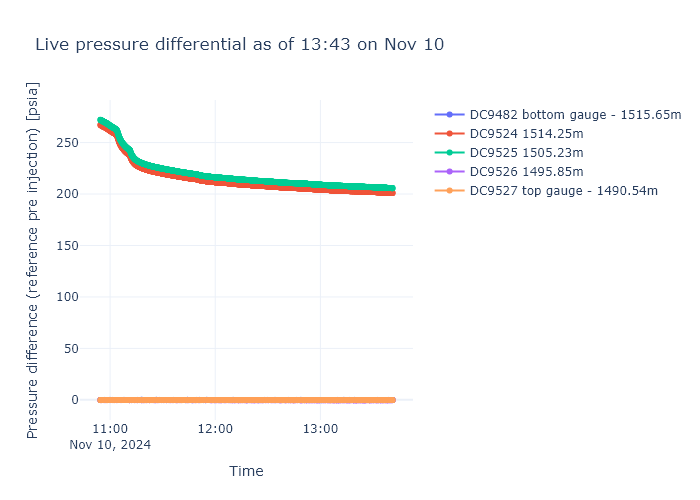 Live pressure differential as of 13:43 on Nov 10
Pressure difference (reference pre injection) [psia]
250
200
150
100
50
0
11:00
Nov 10, 2024
12:00
13:00
Time
DC9482 bottom gauge - 1515.65m
DC9524 1514.25m
DC9525 1505.23m
DC9526 1495.85m
DC9527 top gauge - 1490.54m